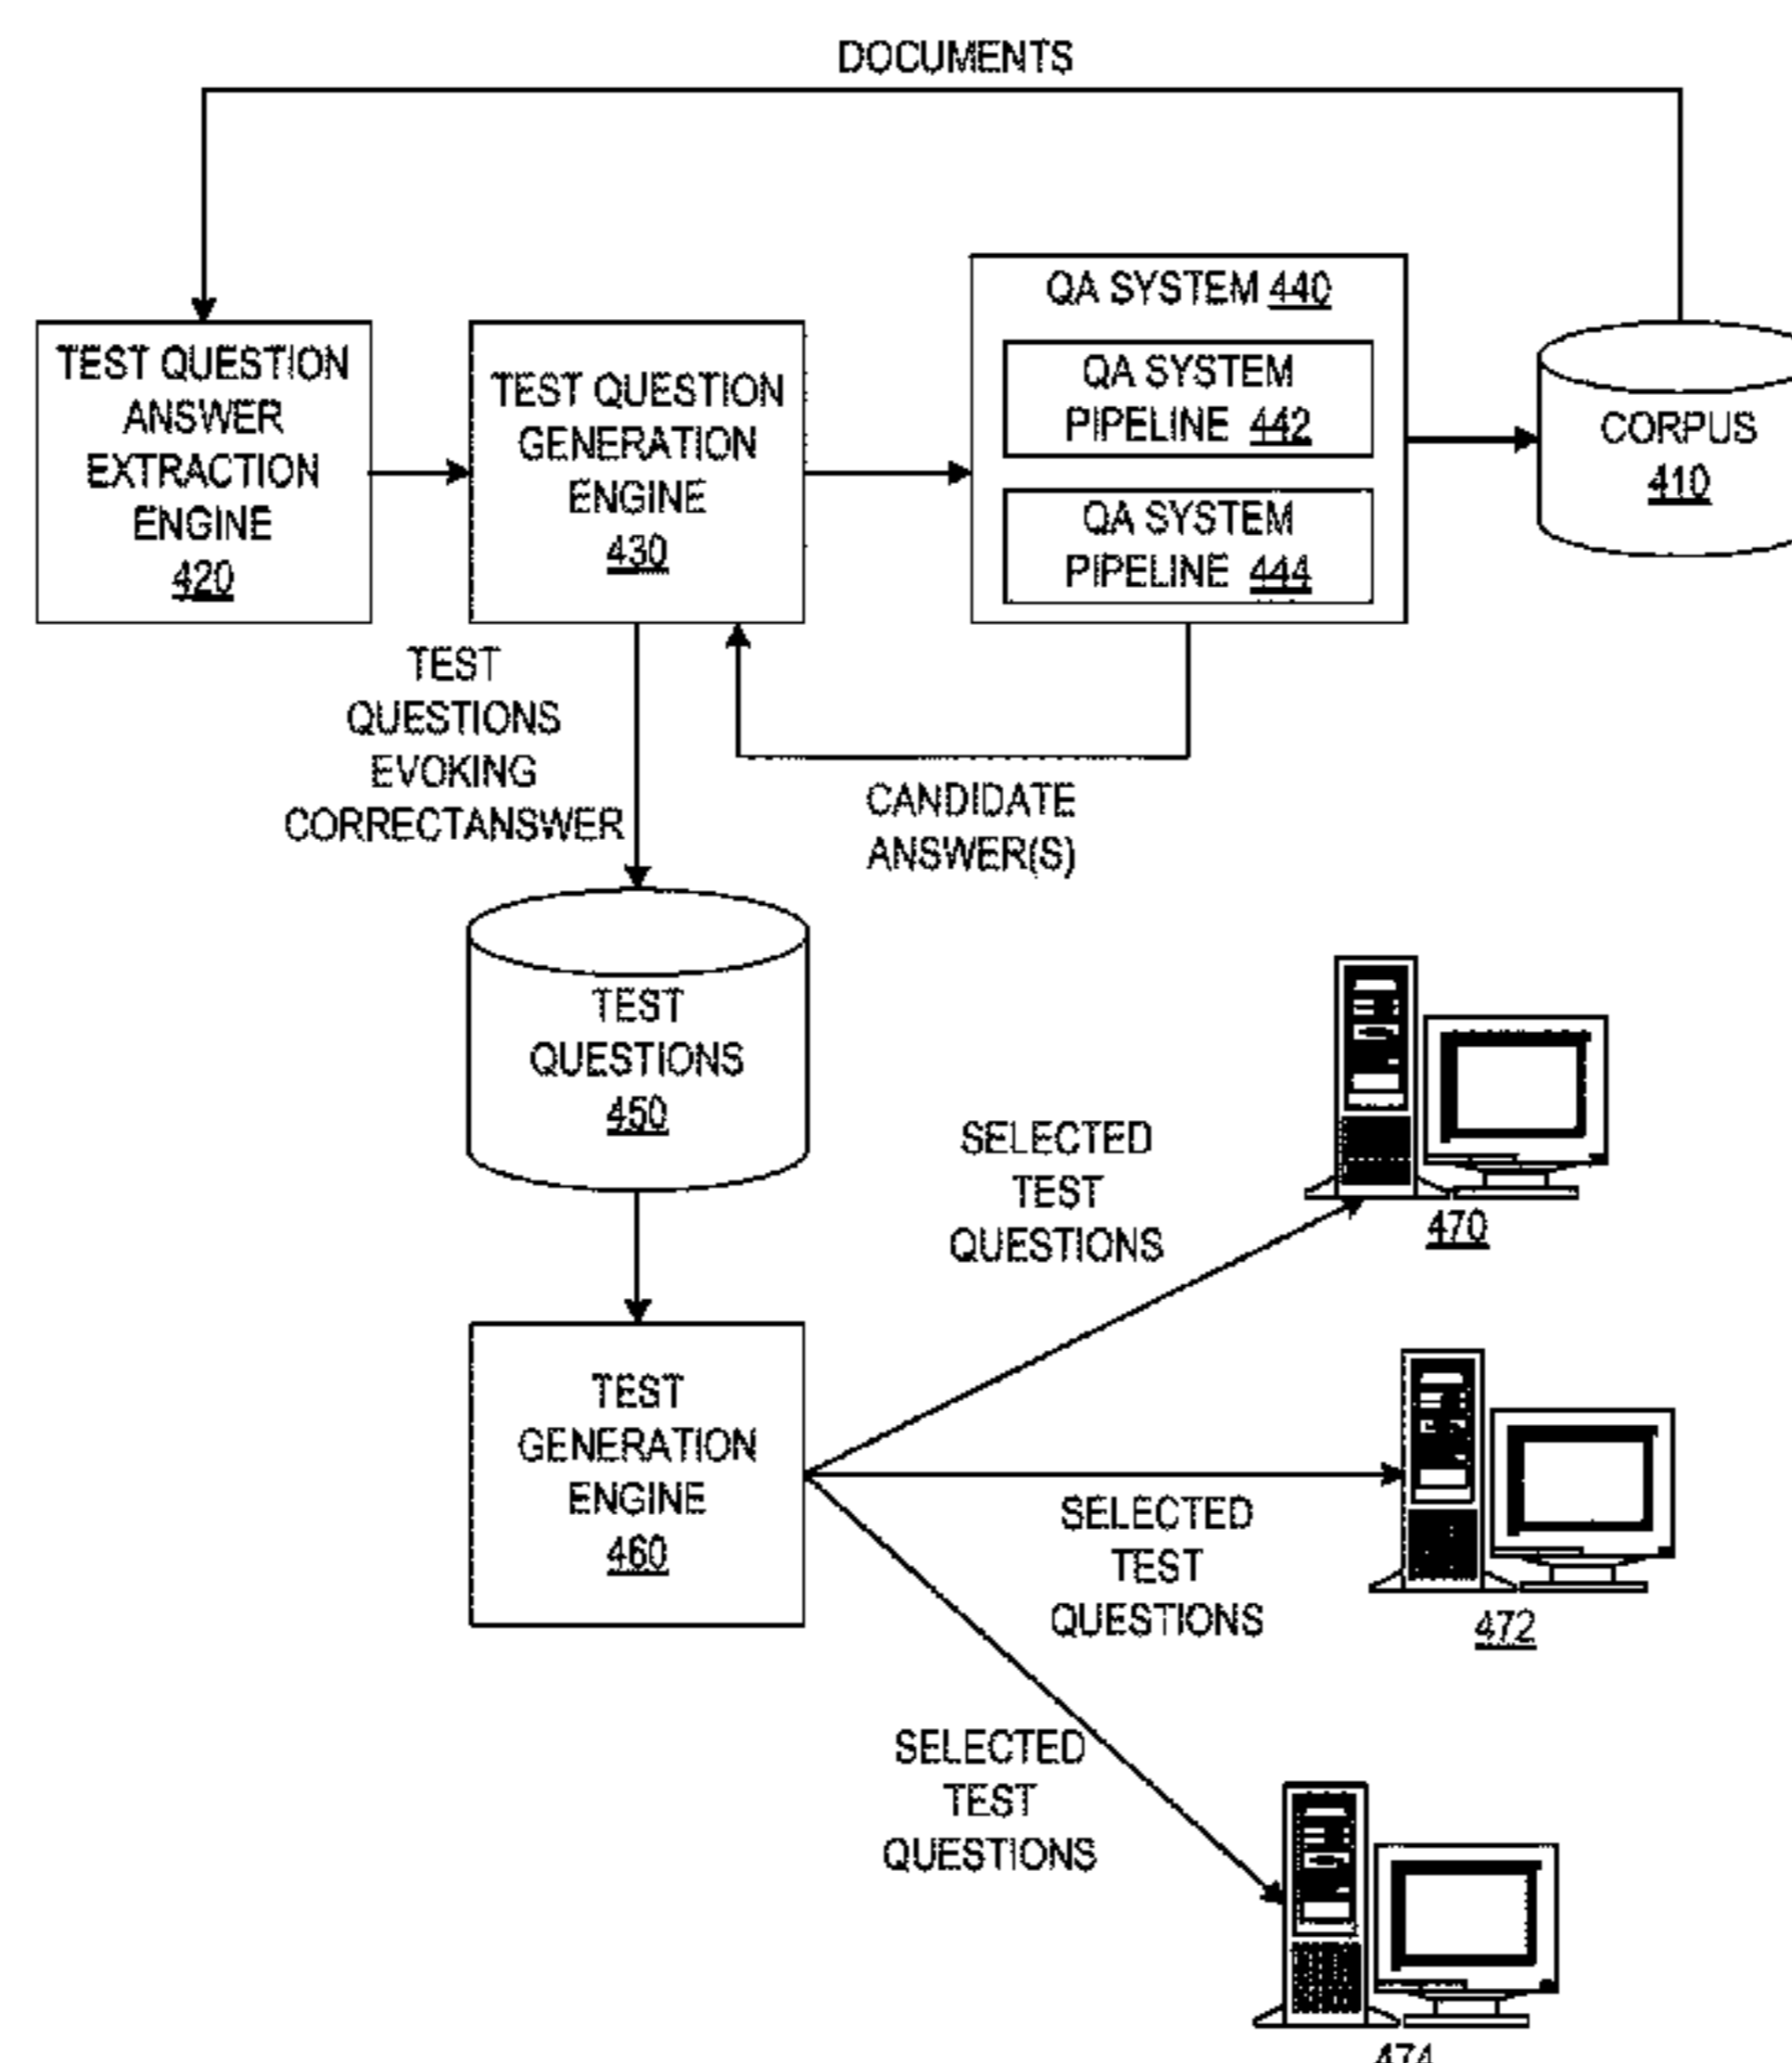 DOCUMENTS
TEST QUESTION
ANSWER
EXTRACTION
ENGINE
420
TEST QUESTION
GENERATION
ENGINE
430
QA SYSTEM 440
QA SYSTEM
PIPELINE 442
QA SYSTEM
PIPELINE 444
CORPUS
410
TEST
QUESTIONS
EVOKING
CORRECTANSWER
CANDIDATE
ANSWER(S)
TEST
QUESTIONS
450
SELECTED
TEST
QUESTIONS
470
TEST
GENERATION
ENGINE
460
SELECTED
TEST
QUESTIONS
472
SELECTED
TEST
QUESTIONS
474